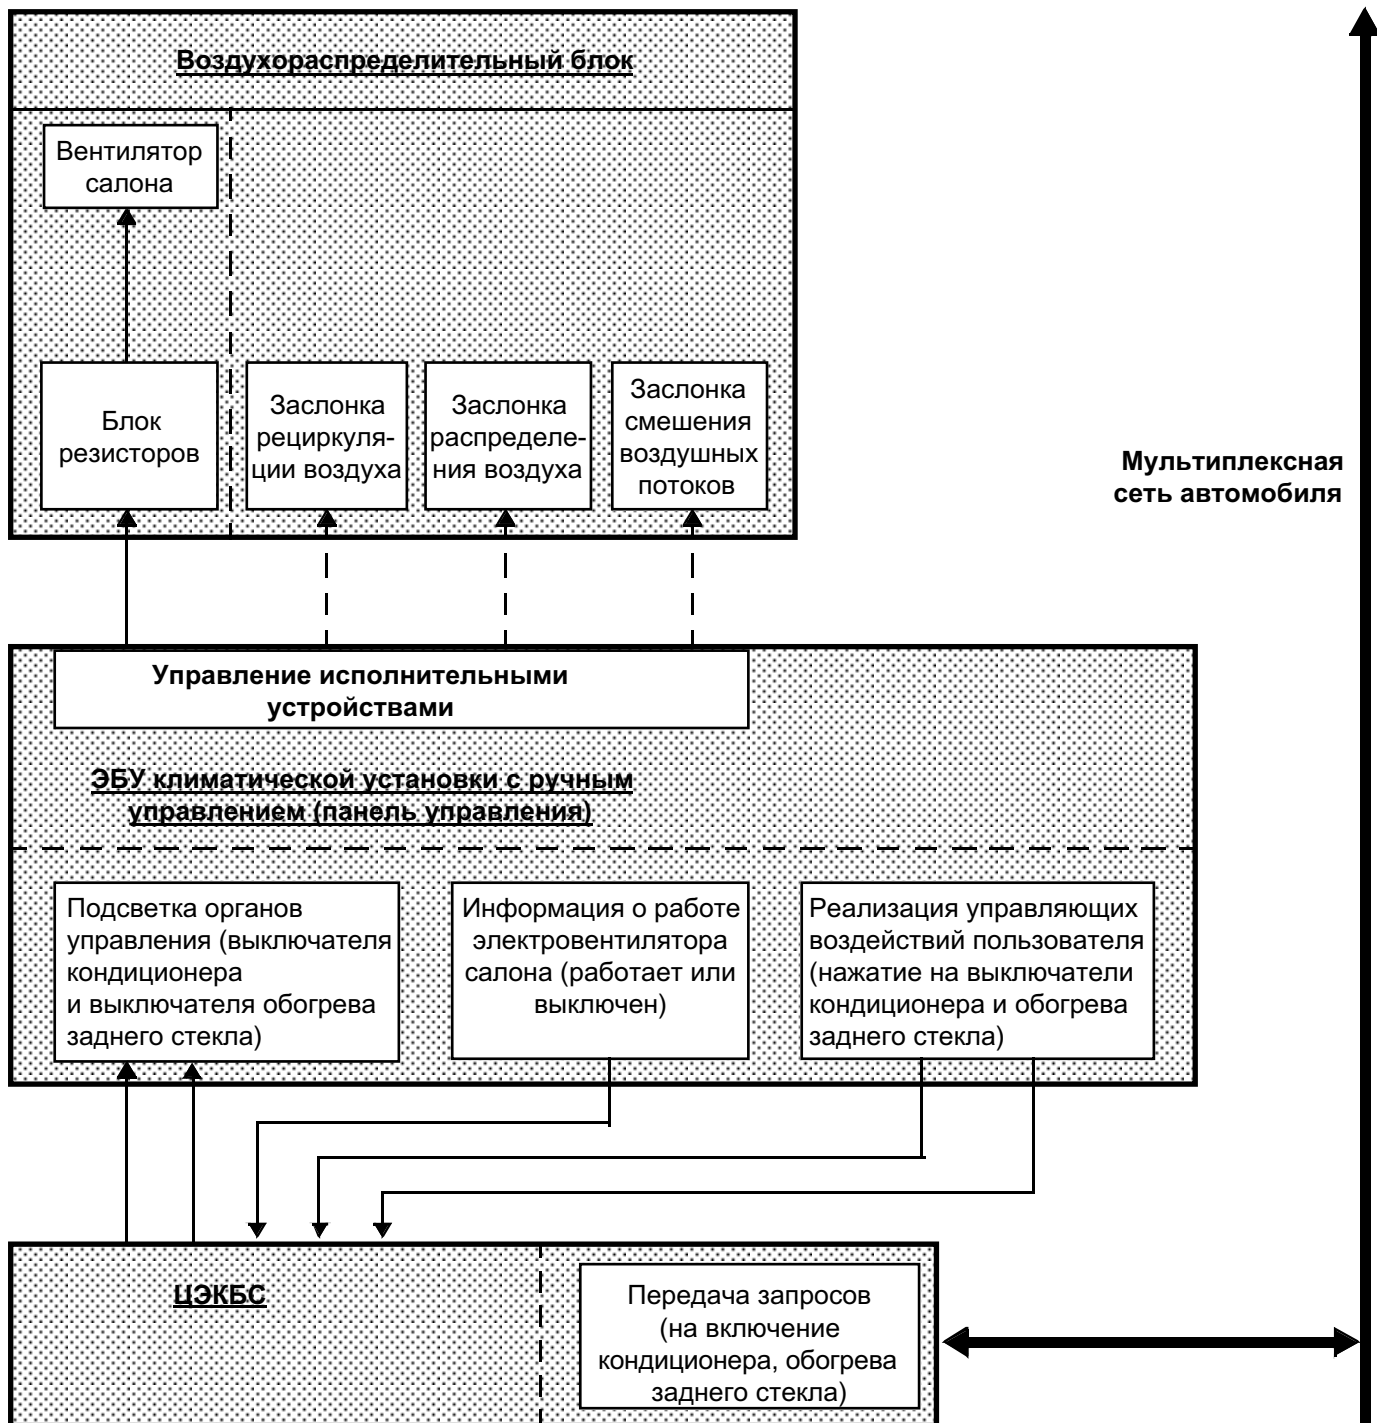 Воздухораспределительный блок
Вентилятор
салона
Блок
резисторов
Заслонка
рециркуля-
ции воздуха
Заслонка
распределе-
ния воздуха
Заслонка
смешения
воздушных
потоков
Мультиплексная
сеть автомобиля
Управление исполнительными
устройствами
ЭБУ климатической установки с ручным
управлением (панель управления)
Подсветка органов
управления (выключателя
кондиционера
и выключателя обогрева
заднего стекла)
Информация о работе
электровентилятора
салона (работает или
выключен)
Реализация управляющих
воздействий пользователя
(нажатие на выключатели
кондиционера и обогрева
заднего стекла)
ЦЭКБС
Передача запросов
(на включение
кондиционера, обогрева
заднего стекла)